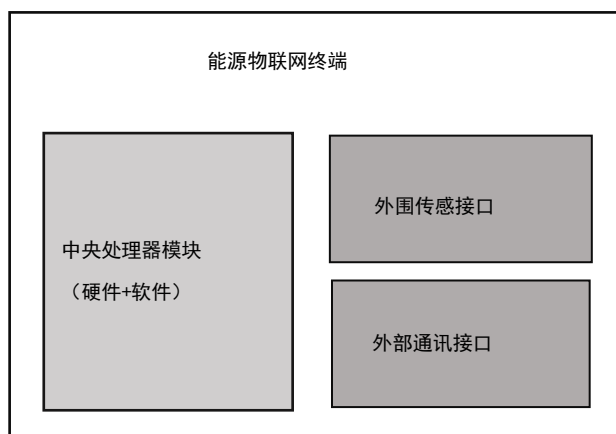 能源物联网终端
中央处理器模块
（硬件+软件）
外围传感接口
外部通讯接口